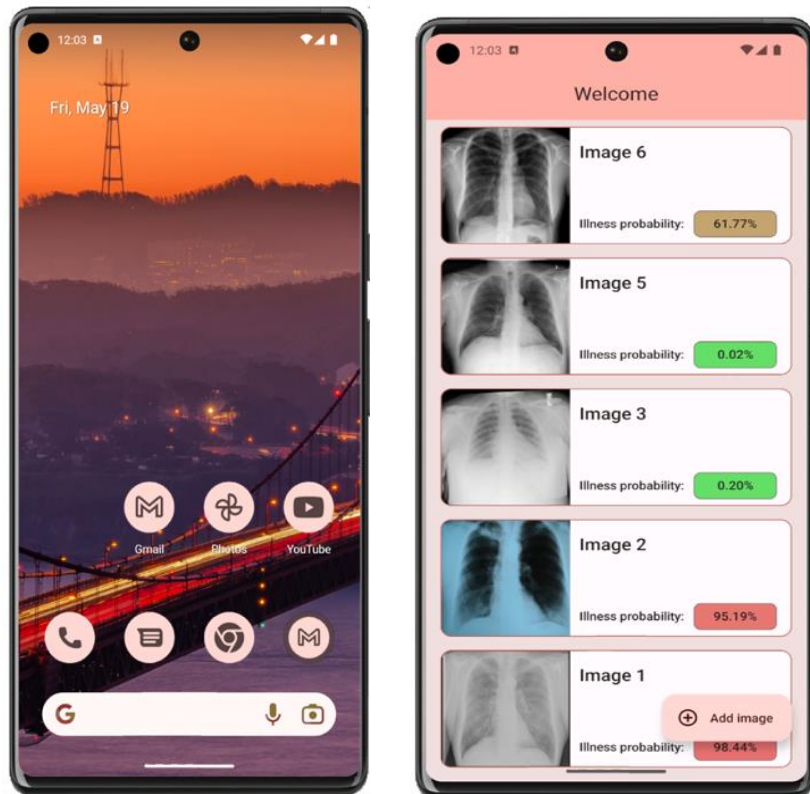 12:03
Fri, May 19
Gmail
Photos
YouTube
12:03
Welcome
Image 6
Illness probability: 61.77%
Image 5
Illness probability: 0.02%
Image 3
Illness probability: 0.20%
Image 2
Illness probability: 95.19%
Image 1
Add image
Illness probability: 98.44%